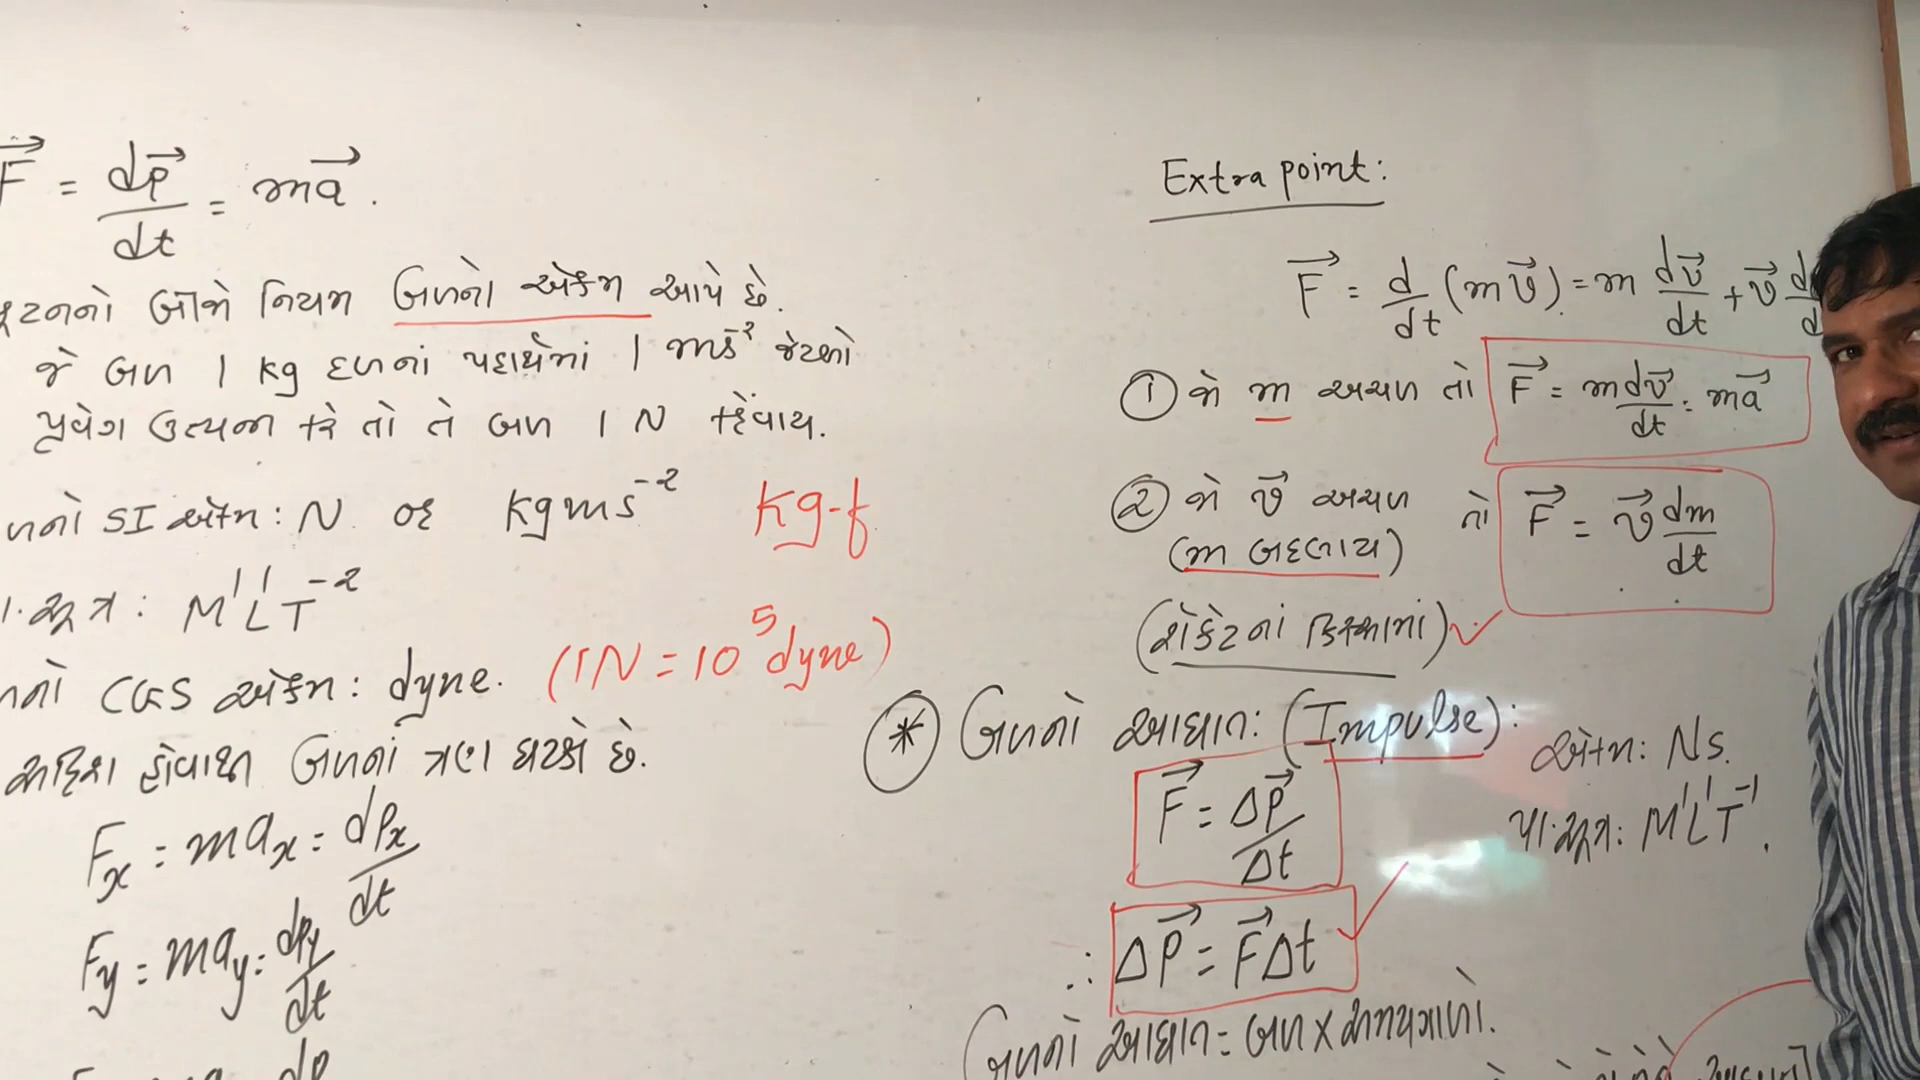 F⃗ = dp⃗/dt = ma⃗.
ન્યૂટનનો બીજો નિયમ બળનો એકમ આપે છે.
જે બળ 1 kg દળનાં પદાર્થમાં 1 ms⁻² જેટલો
પ્રવેગ ઉત્પન્ન કરે તો તે બળ 1 N કહેવાય.
ળનો SI એકમ: N or kgms⁻² kg-f
પા.સૂત્ર: M¹L¹T⁻²
ળનો CGS એકમ: dyne. (1N = 10⁵ dyne)
સદિશ હોવાથી બળનાં ત્રણ ઘટકો છે.
Fx = max = dpx/dt
Fy = may = dpy/dt
dp
Extra point:
F⃗ = d/dt (mv⃗) = m dv⃗/dt + v⃗ d
① જો m અચળ તો F⃗ = m dv⃗/dt = ma⃗
② જો v⃗ અચળ તો F⃗ = v⃗ dm/dt
(m બદલાય)
(રોકેટનાં કિસ્સામાં) ✓
* બળનો આઘાત: (Impulse):
F⃗ = Δp⃗/Δt
∴ ΔP⃗ = F⃗Δt
બળનો આઘાત = બળ × સમયગાળો.
એકમ: Ns.
પા.સૂત્ર: M¹L¹T⁻¹.